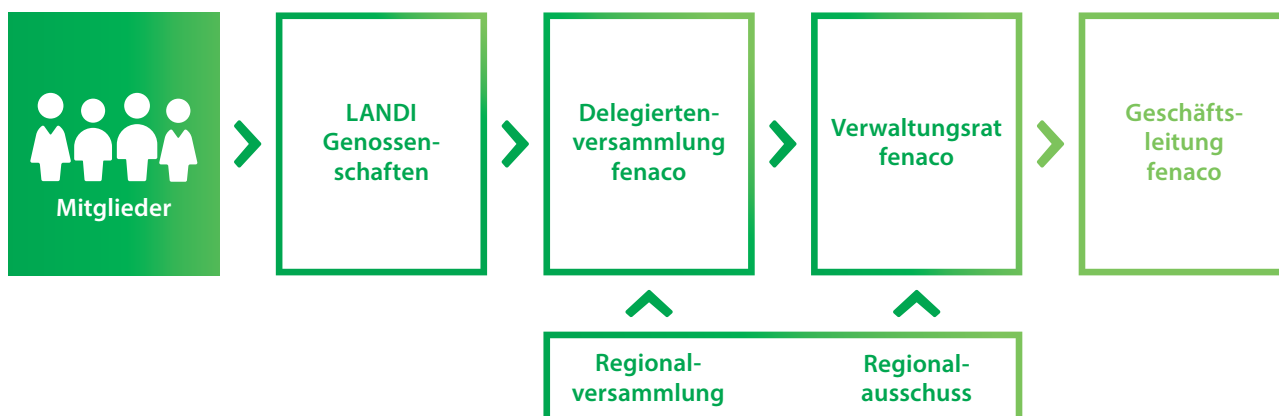 Mitglieder
LANDI
Genossen-
schaften
Delegierten-
versammlung
fenaco
Verwaltungsrat
fenaco
Geschäfts-
leitung
fenaco
Regional-
versammlung
Regional-
ausschuss